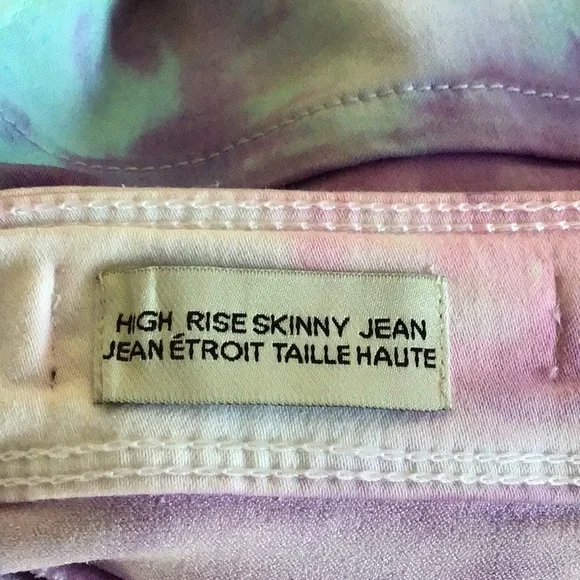 HIGH RISE SKINNY JEAN
JEAN ÉTROIT TAILLE HAUTE